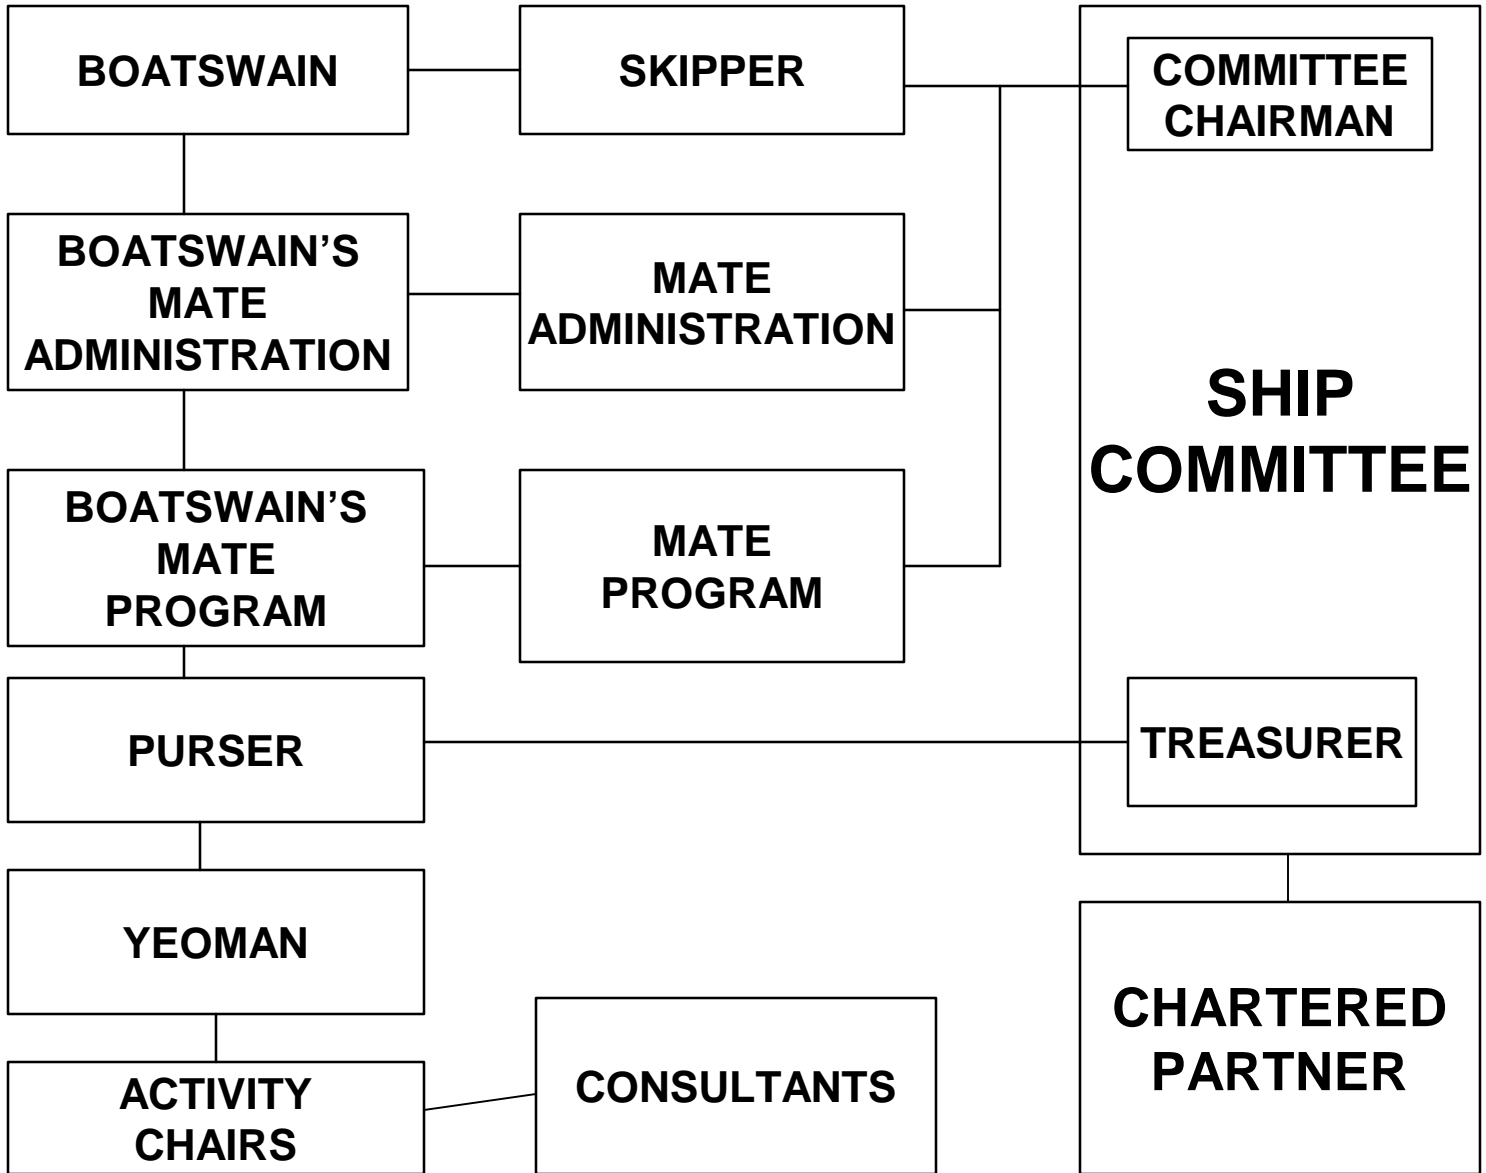 BOATSWAIN
SKIPPER
COMMITTEE
CHAIRMAN
BOATSWAIN’S
MATE
ADMINISTRATION
MATE
ADMINISTRATION
SHIP
COMMITTEE
BOATSWAIN’S
MATE
PROGRAM
MATE
PROGRAM
PURSER
TREASURER
YEOMAN
CHARTERED
PARTNER
ACTIVITY
CHAIRS
CONSULTANTS